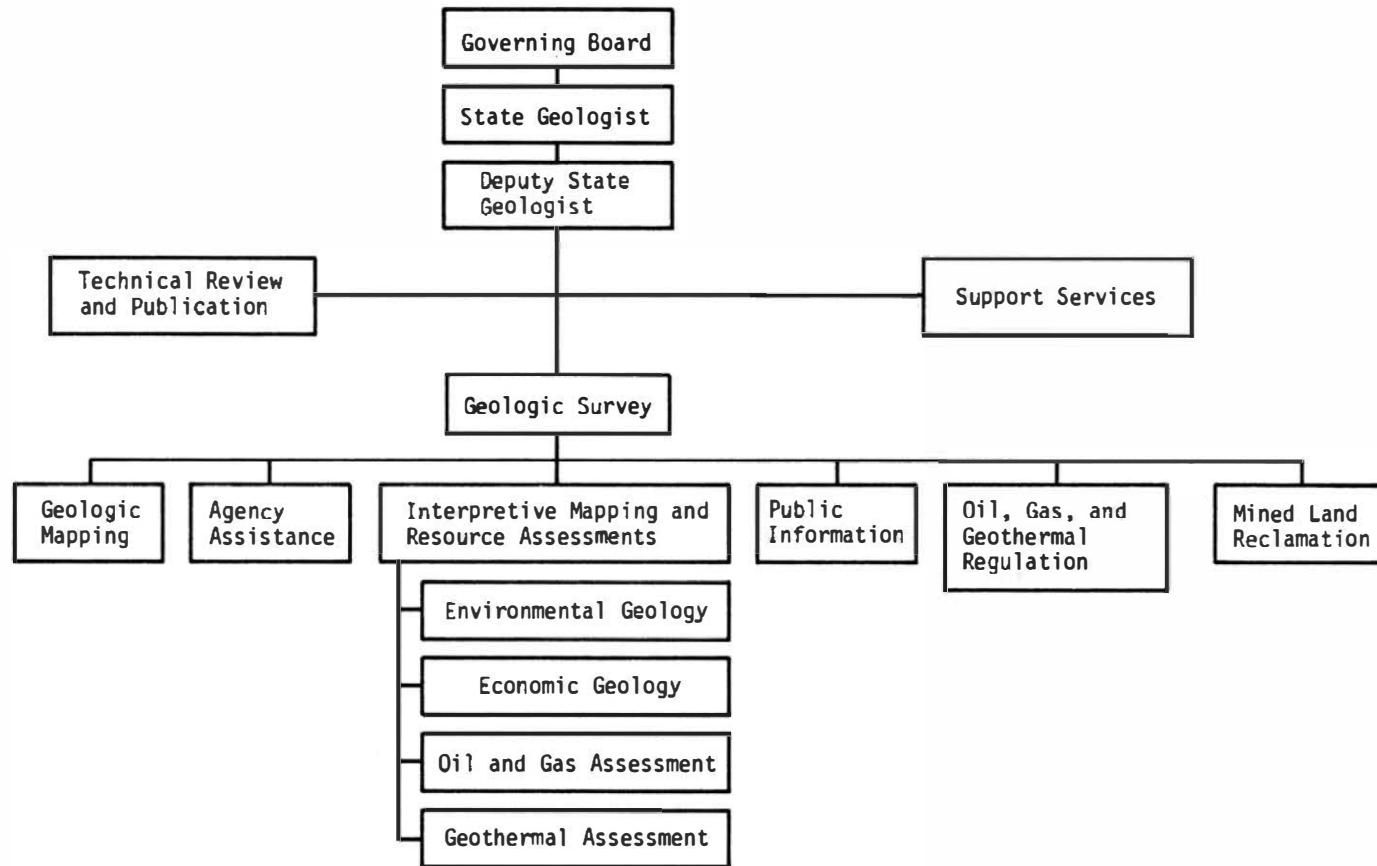 Governing Board
State Geologist
Deputy State
Geologist
Technical Review
and Publication
Support Services
Geologic Survey
Geologic
Mapping
Agency
Assistance
Interpretive Mapping and
Resource Assessments
Public
Information
Oil, Gas, and
Geothermal
Regulation
Mined Land
Reclamation
Environmental Geology
Economic Geology
Oil and Gas Assessment
Geothermal Assessment